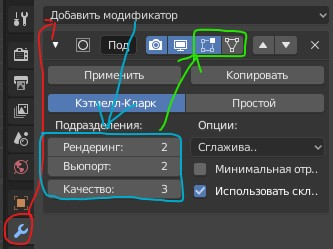 Добавить модификатор
Под
Применить Копировать
Кэтмелл-Кларк Простой
Подразделения: Опции:
Рендеринг: 2 Сглажива..
Вьюпорт: 2 Минимальная отр..
Качество: 3 Использовать скл..